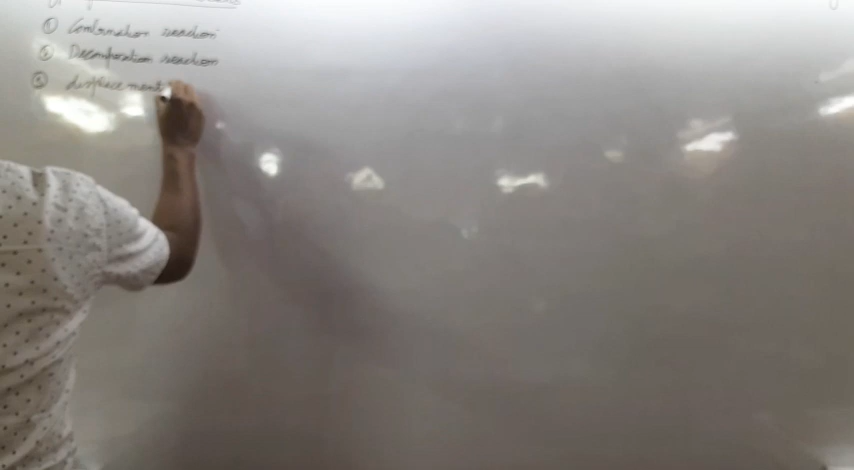 ① Combination reaction
② Decomposition reaction
③ displacement